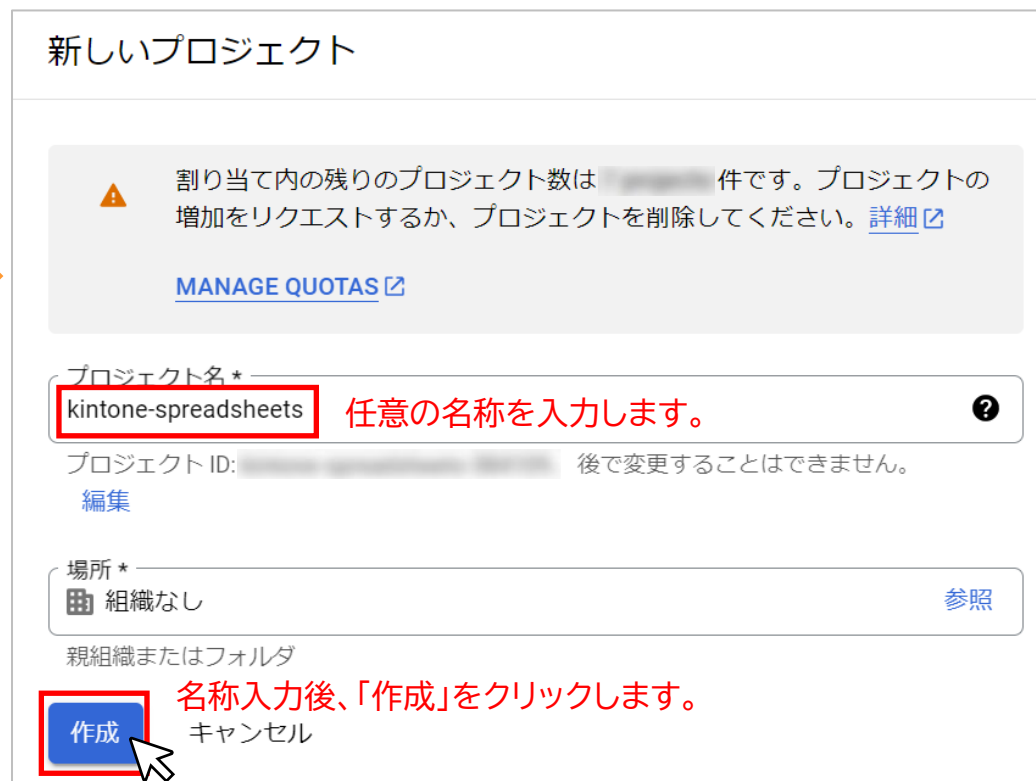 新しいプロジェクト
割り当て内の残りのプロジェクト数は 件です。プロジェクトの
増加をリクエストするか、プロジェクトを削除してください。詳細
MANAGE QUOTAS
プロジェクト名 *
kintone-spreadsheets 任意の名称を入力します。
プロジェクト ID: 後で変更することはできません。
編集
場所 *
組織なし 参照
親組織またはフォルダ
名称入力後、「作成」をクリックします。
作成 キャンセル